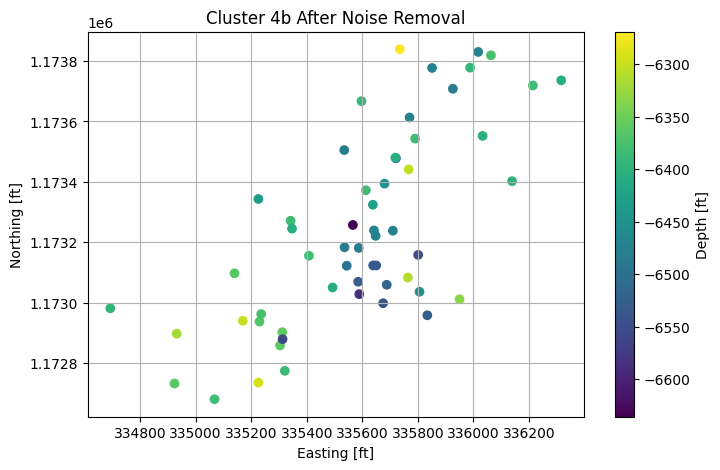 Cluster 4b After Noise Removal
1e6
1.1738
1.1736
1.1734
1.1732
1.1730
1.1728
Northing [ft]
334800 335000 335200 335400 335600 335800 336000 336200
Easting [ft]
−6300
−6350
−6400
−6450
−6500
−6550
−6600
Depth [ft]